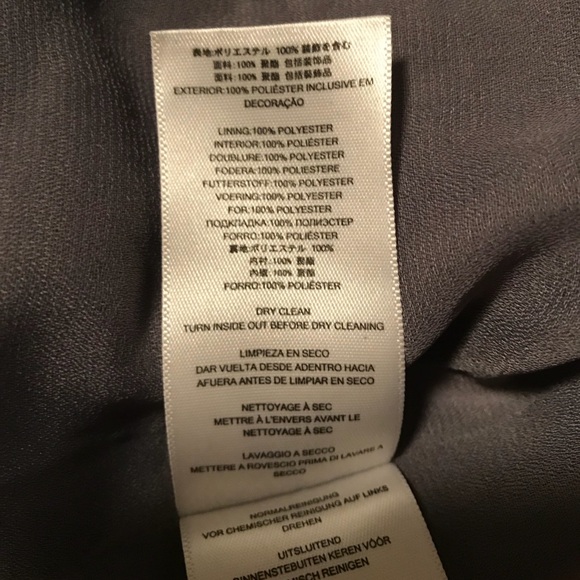 表地:ポリエステル 100% 装飾を含む
面料:100% 聚酯 包括装饰品
面料:100% 聚酯 包括裝飾品
EXTERIOR:100% POLIÉSTER INCLUSIVE EM
DECORAÇÃO
LINING:100% POLYESTER
INTERIOR:100% POLIÉSTER
DOUBLURE:100% POLYESTER
FODERA:100% POLIESTERE
FUTTERSTOFF:100% POLYESTER
VOERING:100% POLYESTER
FOR:100% POLYESTER
ПОДКЛАДКА:100% ПОЛИЭСТЕР
FORRO:100% POLIÉSTER
裏地:ポリエステル 100%
内衬:100% 聚酯
内襯:100% 聚酯
FORRO:100% POLIÉSTER
DRY CLEAN
TURN INSIDE OUT BEFORE DRY CLEANING
LIMPIEZA EN SECO
DAR VUELTA DESDE ADENTRO HACIA
AFUERA ANTES DE LIMPIAR EN SECO
NETTOYAGE À SEC
METTRE À L'ENVERS AVANT LE
NETTOYAGE À SEC
LAVAGGIO A SECCO
METTERE A ROVESCIO PRIMA DI LAVARE A
SECCO
NORMALREINIGUNG
VOR CHEMISCHER REINIGUNG AUF LINKS
DREHEN
UITSLUITEND
BINNENSTEBUITEN KEREN VÓÓR
REINIGEN